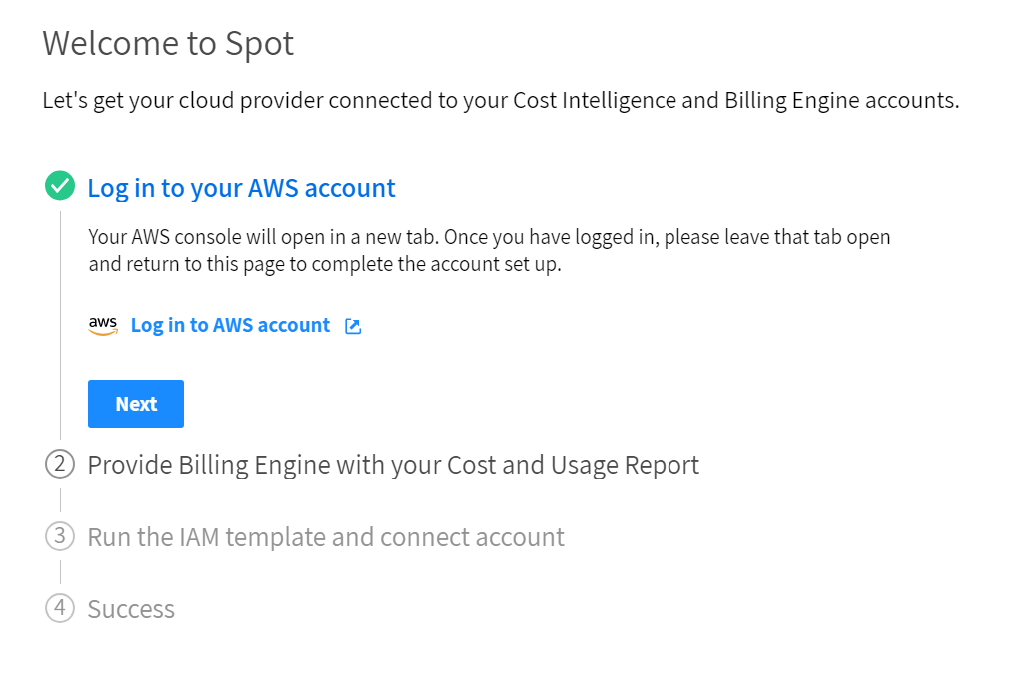 Welcome to Spot
Let's get your cloud provider connected to your Cost Intelligence and Billing Engine accounts.
Log in to your AWS account
Your AWS console will open in a new tab. Once you have logged in, please leave that tab open
and return to this page to complete the account set up.
aws Log in to AWS account
Next
2 Provide Billing Engine with your Cost and Usage Report
3 Run the IAM template and connect account
4 Success